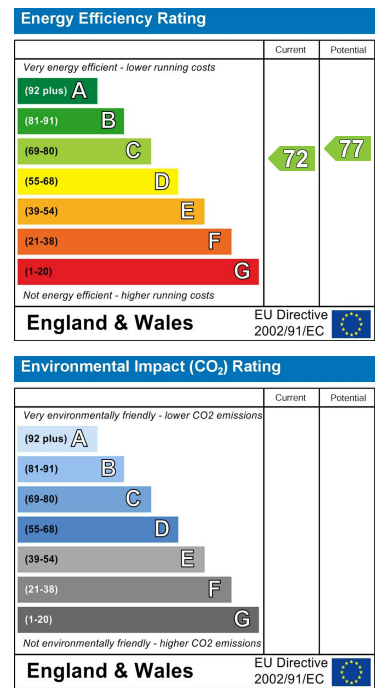 Energy Efficiency Rating
Current Potential
Very energy efficient - lower running costs
(92 plus) A
(81-91) B
(69-80) C
(55-68) D
(39-54) E
(21-38) F
(1-20) G
72 77
Not energy efficient - higher running costs
England & Wales
EU Directive
2002/91/EC
Environmental Impact (CO₂) Rating
Current Potential
Very environmentally friendly - lower CO2 emissions
(92 plus) A
(81-91) B
(69-80) C
(55-68) D
(39-54) E
(21-38) F
(1-20) G
Not environmentally friendly - higher CO2 emissions
England & Wales
EU Directive
2002/91/EC